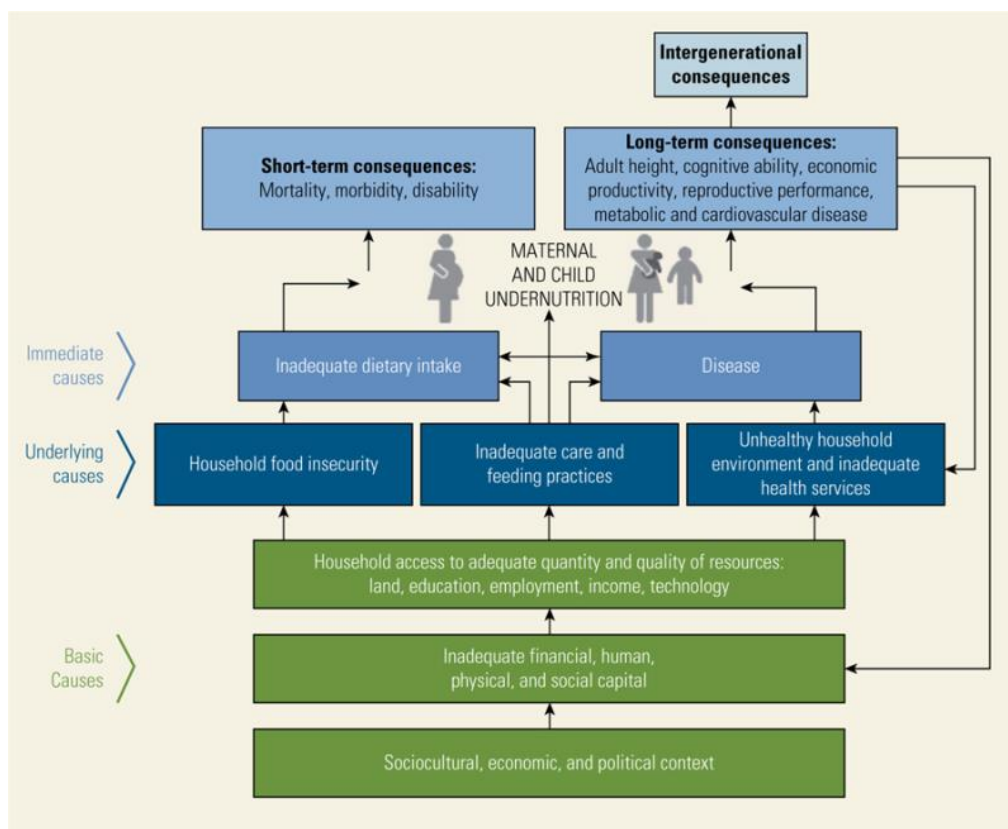 Intergenerational
consequences
Short-term consequences:
Mortality, morbidity, disability
Long-term consequences:
Adult height, cognitive ability, economic
productivity, reproductive performance,
metabolic and cardiovascular disease
MATERNAL
AND CHILD
UNDERNUTRITION
Immediate
causes
Inadequate dietary intake
Disease
Underlying
causes
Household food insecurity
Inadequate care and
feeding practices
Unhealthy household
environment and inadequate
health services
Household access to adequate quantity and quality of resources:
land, education, employment, income, technology
Basic
Causes
Inadequate financial, human,
physical, and social capital
Sociocultural, economic, and political context